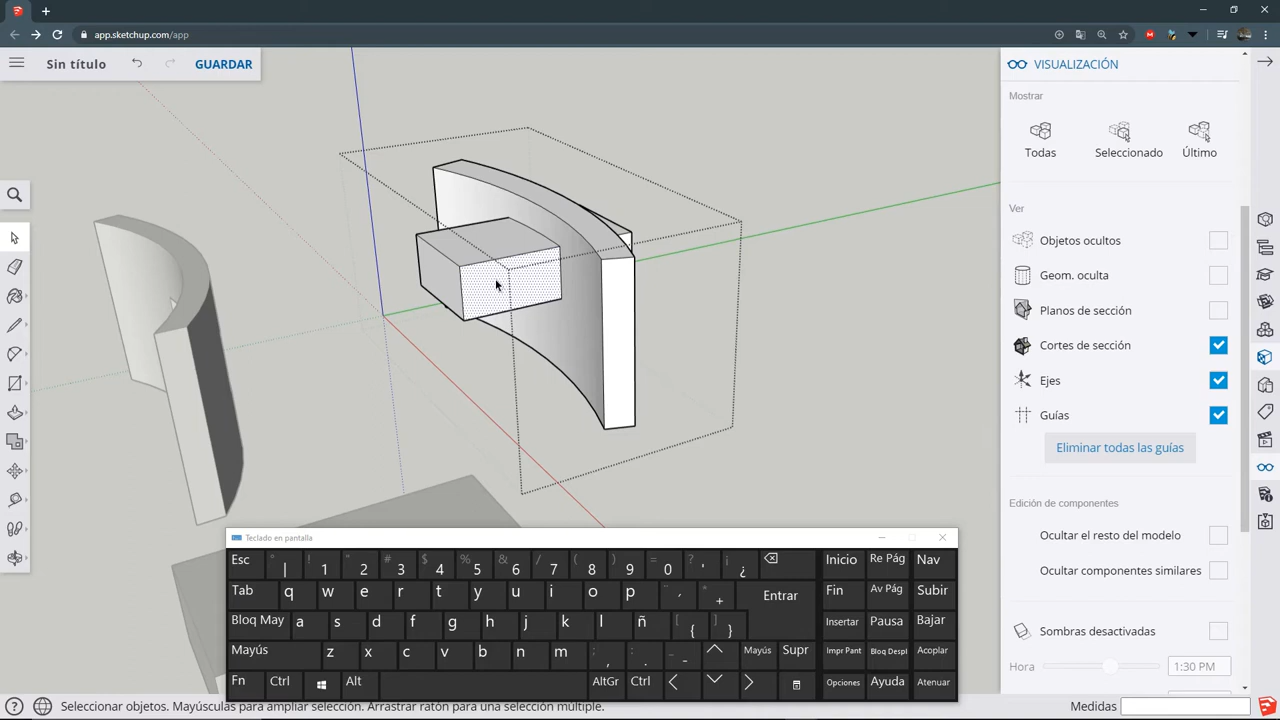 app.sketchup.com/app
Sin título
GUARDAR
VISUALIZACIÓN
Mostrar
Todas
Seleccionado
Último
Ver
Objetos ocultos
Geom. oculta
Planos de sección
Cortes de sección
Ejes
Guías
Eliminar todas las guías
Edición de componentes
Ocultar el resto del modelo
Ocultar componentes similares
Sombras desactivadas
Hora
1:30 PM
Teclado en pantalla
Esc ° | ! 1 " 2 # 3 $ 4 % 5 & 6 / 7 ( 8 ) 9 = 0 ? ' ¡ ¿ Inicio Re Pág Nav
Tab q w e r t y u i o p ¨ ´ * + Entrar Fin Av Pág Subir
Bloq May a s d f g h j k l ñ [ { ] } Insertar Pausa Bajar
Mayús z x c v b n m ; , : . _ - Mayús Supr Impr Pant Bloq Despl Acoplar
Fn Ctrl Alt AltGr Ctrl Opciones Ayuda Atenuar
Seleccionar objetos. Mayúsculas para ampliar selección. Arrastrar ratón para una selección múltiple.
Medidas